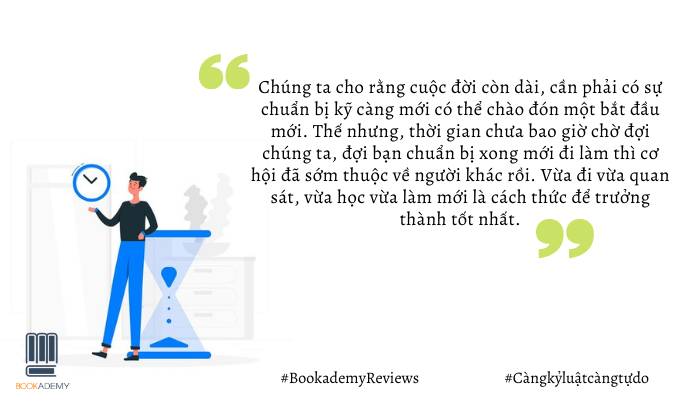 Chúng ta cho rằng cuộc đời còn dài, cần phải có sự
chuẩn bị kỹ càng mới có thể chào đón một bắt đầu
mới. Thế nhưng, thời gian chưa bao giờ chờ đợi
chúng ta, đợi bạn chuẩn bị xong mới đi làm thì cơ
hội đã sớm thuộc về người khác rồi. Vừa đi vừa quan
sát, vừa học vừa làm mới là cách thức để trưởng
thành tốt nhất.
BOOKADEMY
#BookademyReviews
#Càngkỷluậtcàngtựdo